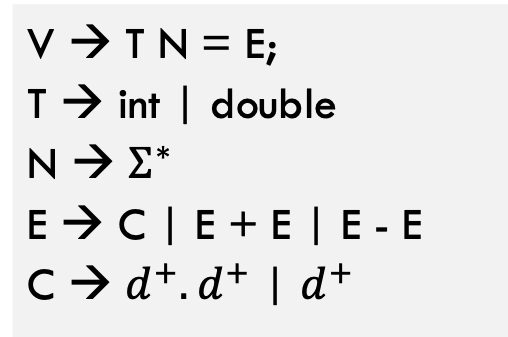 V → T N = E;
T → int | double
N → Σ*
E → C | E + E | E - E
C → d⁺.d⁺ | d⁺